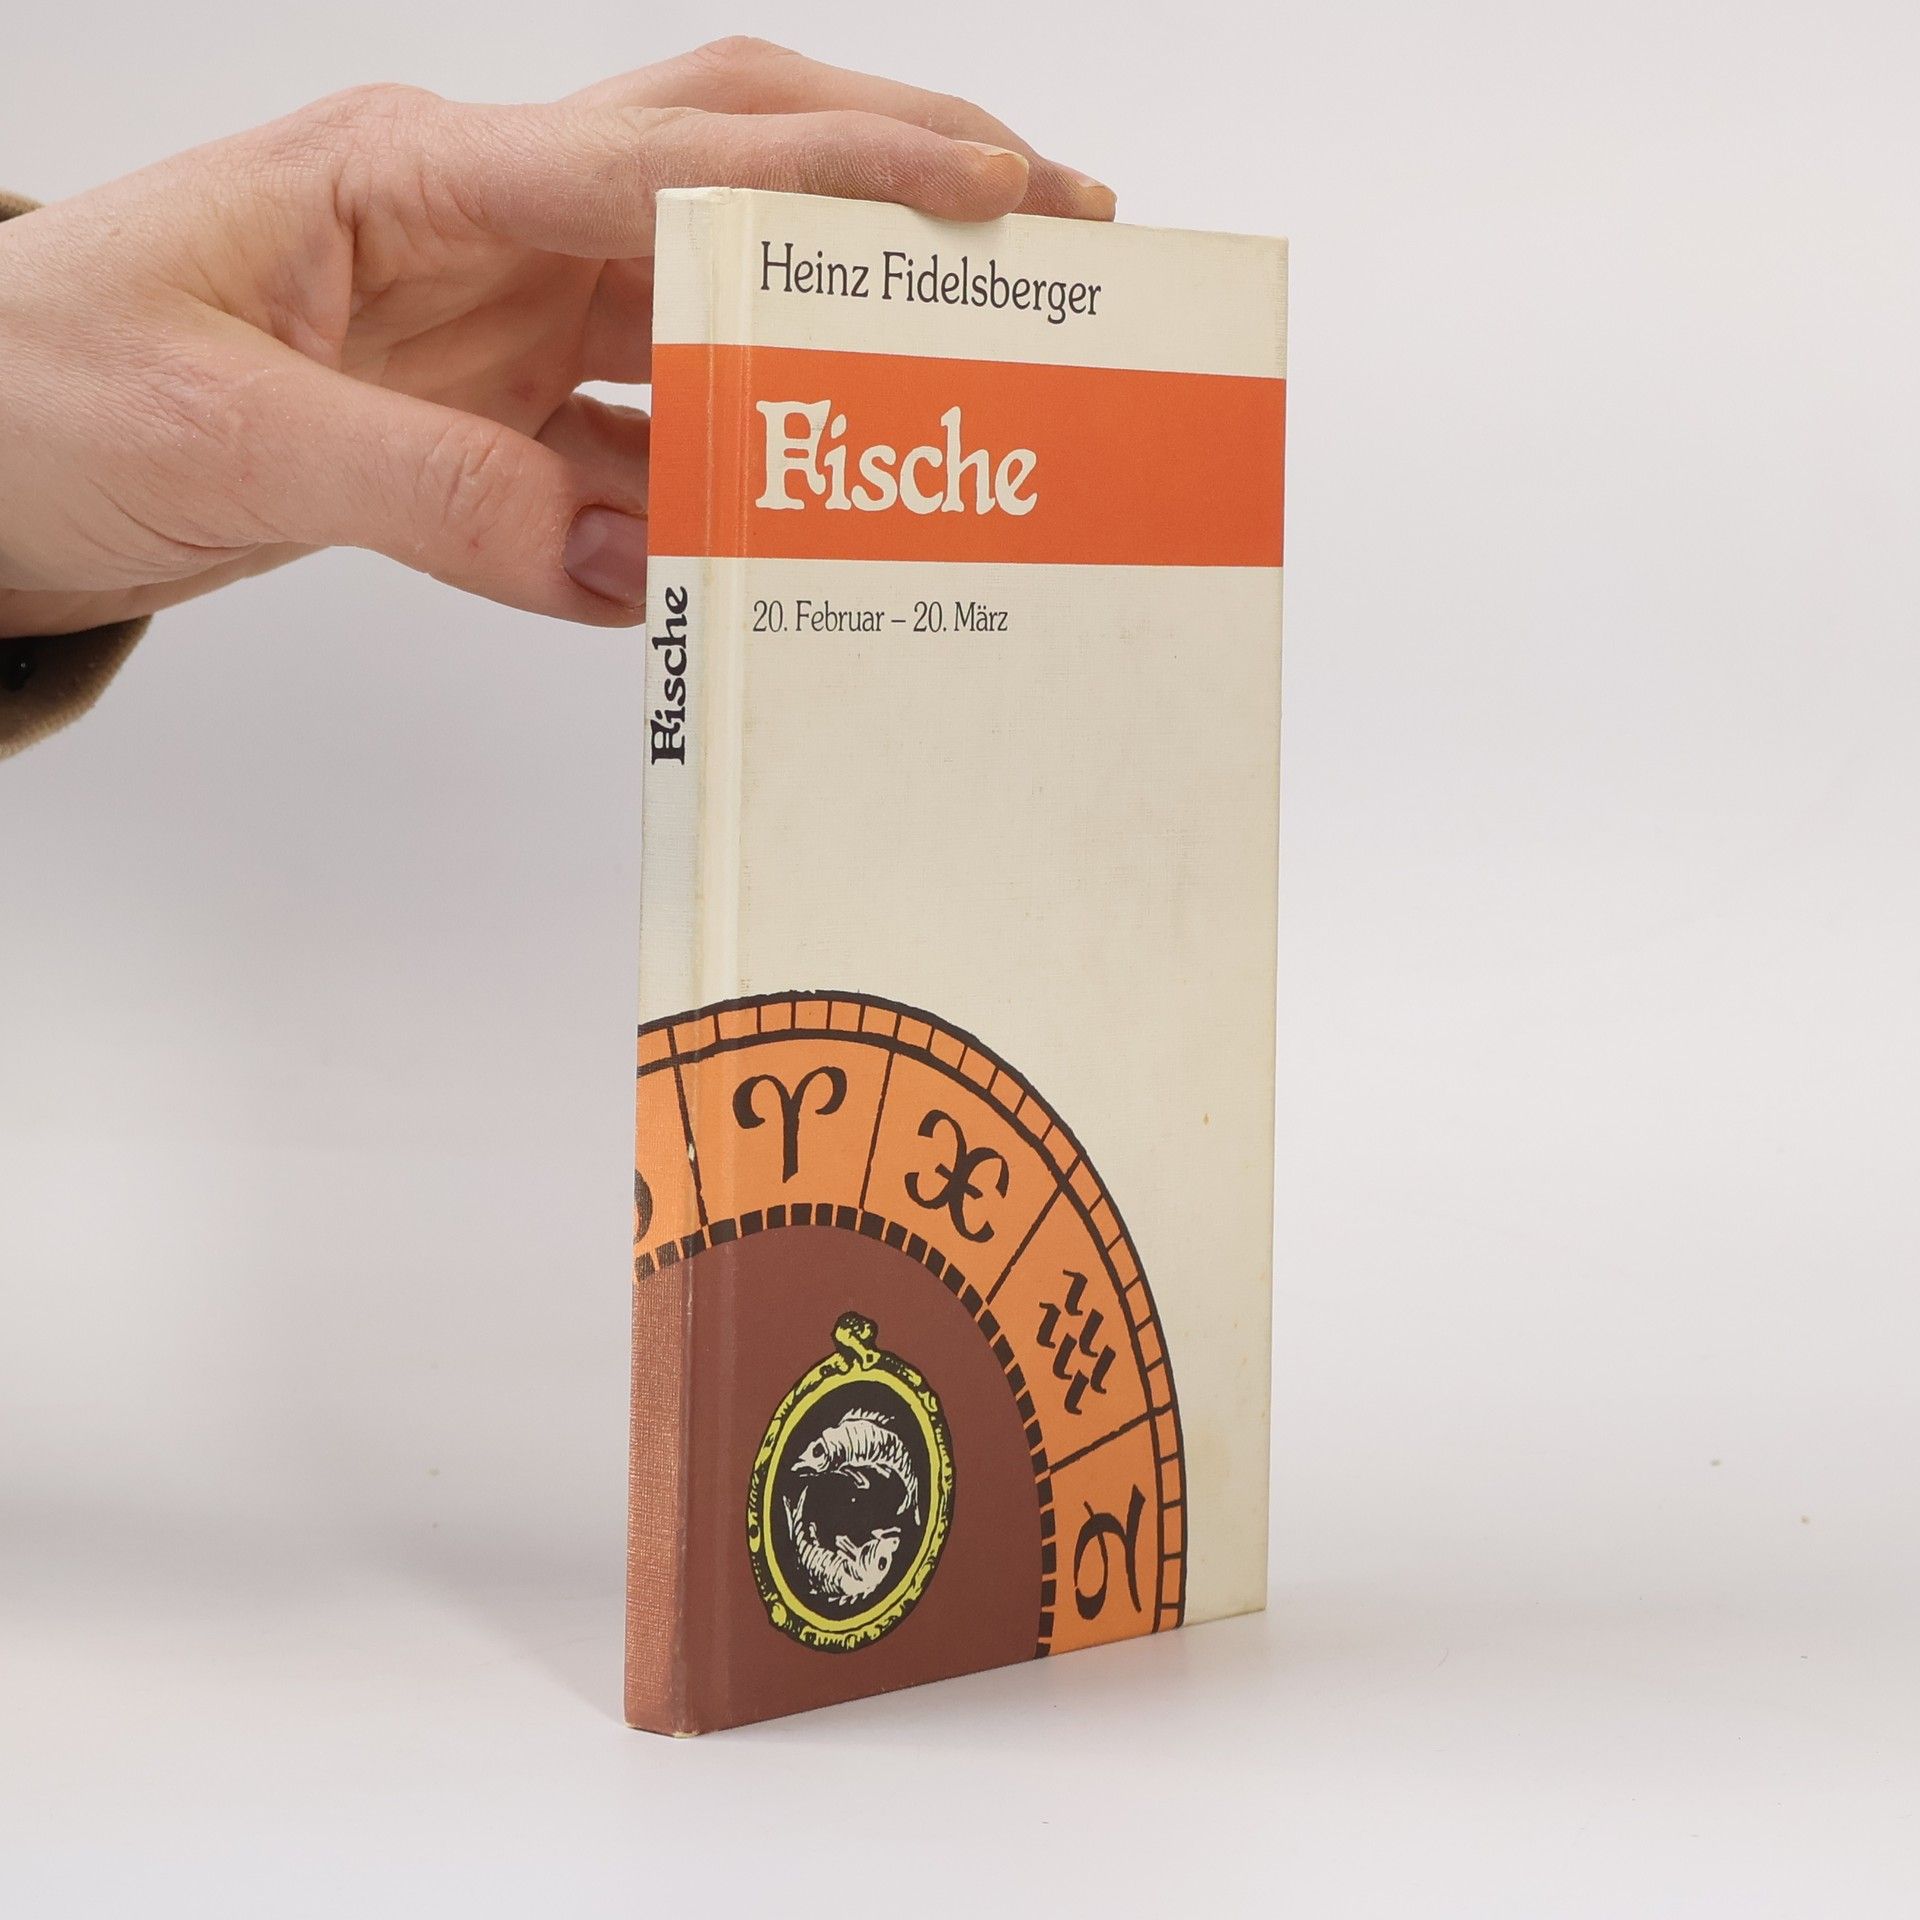 Heinz Fidelsberger
Fische
20. Februar – 20. März
Fische